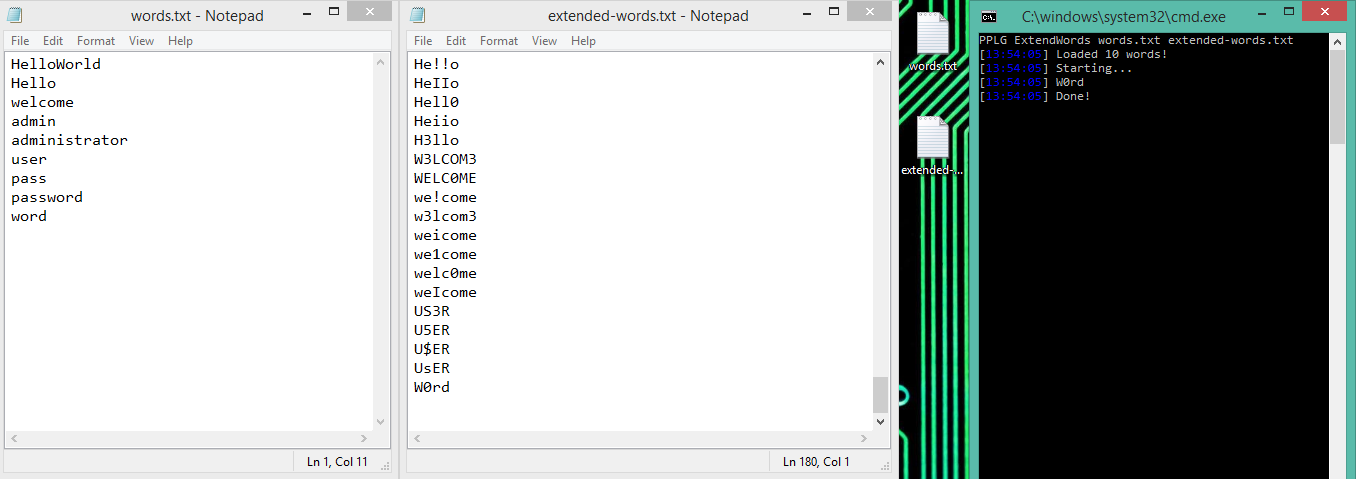 words.txt - Notepad
File Edit Format View Help
HelloWorld
Hello
welcome
admin
administrator
user
pass
password
word
Ln 1, Col 11
extended-words.txt - Notepad
File Edit Format View Help
He!!o
HeIIo
Hell0
Heiio
H3llo
W3LCOM3
WELC0ME
we!come
w3lcom3
weicome
we1come
welc0me
weIcome
US3R
U5ER
U$ER
UsER
W0rd
Ln 180, Col 1
words.txt
extended-...
C:\.
C:\windows\system32\cmd.exe
PPLG ExtendWords words.txt extended-words.txt
[13:54:05] Loaded 10 words!
[13:54:05] Starting...
[13:54:05] W0rd
[13:54:05] Done!